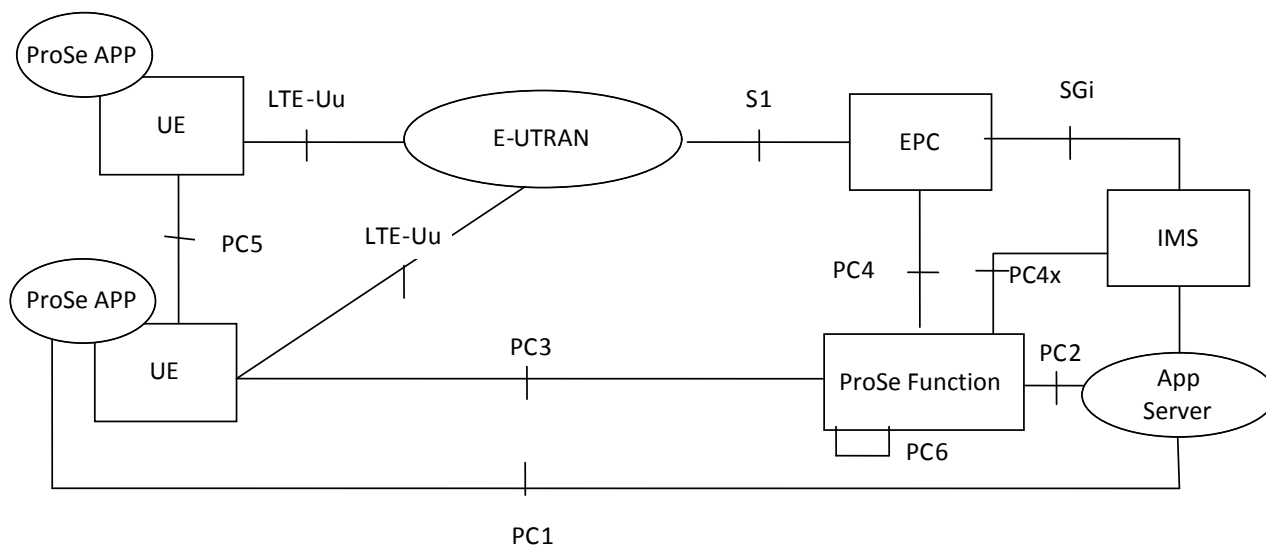 ProSe APP
LTE-Uu
S1
SGi
UE
E-UTRAN
EPC
PC5
LTE-Uu
IMS
PC4
PC4x
ProSe APP
UE
PC3
PC2
ProSe Function
App
Server
PC6
PC1